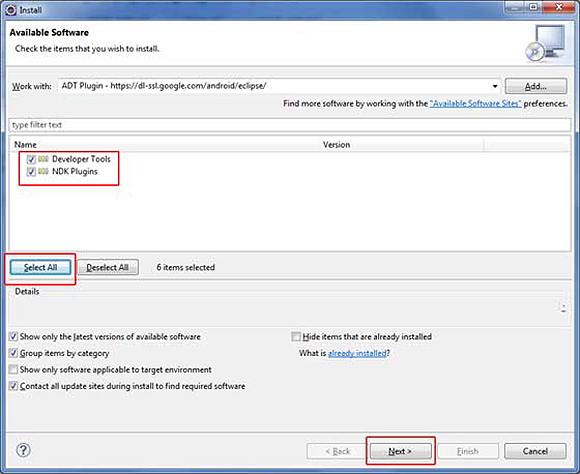 Install
Available Software
Check the items that you wish to install.
Work with: ADT Plugin - https://dl-ssl.google.com/android/eclipse/ Add...
Find more software by working with the "Available Software Sites" preferences.
type filter text
Name Version
Developer Tools
NDK Plugins
Select All Deselect All 6 items selected
Details
Show only the latest versions of available software Hide items that are already installed
Group items by category What is already installed?
Show only software applicable to target environment
Contact all update sites during install to find required software
? < Back Next > Finish Cancel